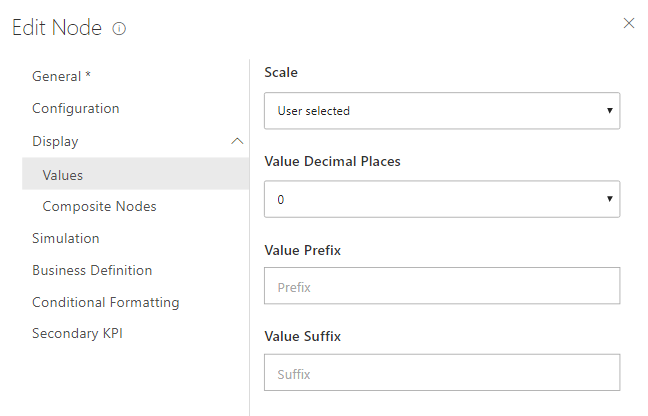 Edit Node
General *
Configuration
Display
Values
Composite Nodes
Simulation
Business Definition
Conditional Formatting
Secondary KPI
Scale
User selected
Value Decimal Places
0
Value Prefix
Prefix
Value Suffix
Suffix